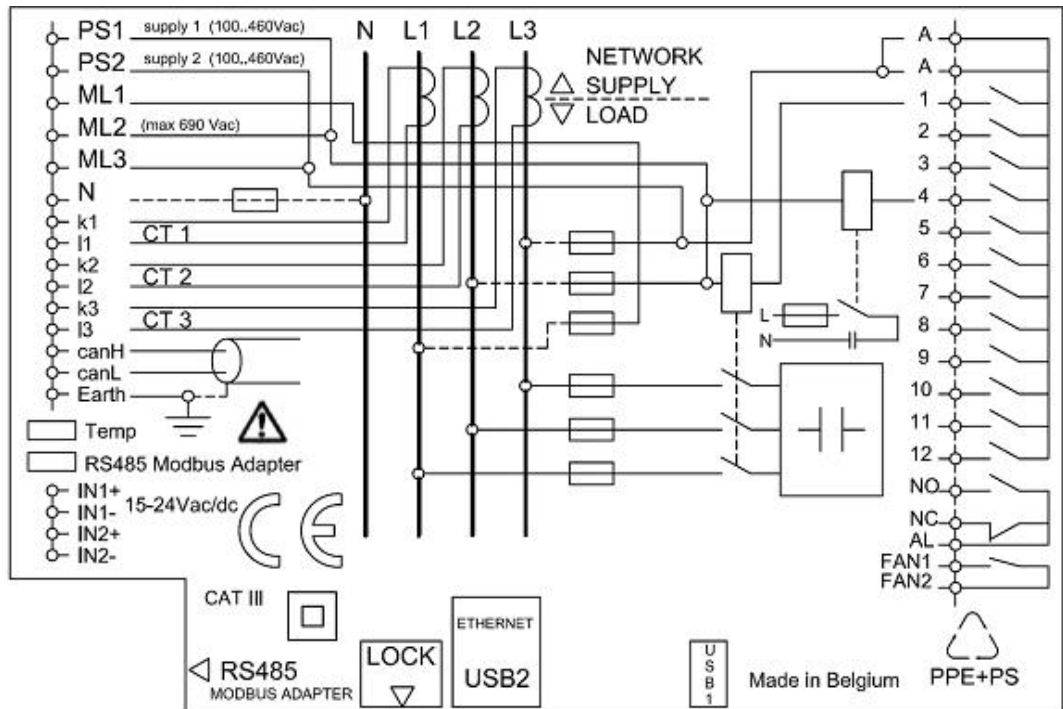 PS1 supply 1 (100..460Vac)
PS2 supply 2 (100..460Vac)
ML1
ML2 (max 690 Vac)
ML3
N
k1
l1 CT 1
k2
l2 CT 2
k3
l3 CT 3
canH
canL
Earth
Temp
RS485 Modbus Adapter
IN1+
IN1- 15-24Vac/dc
IN2+
IN2-
N L1 L2 L3
NETWORK
SUPPLY
LOAD
L
N
A
A
1
2
3
4
5
6
7
8
9
10
11
12
NO
NC
AL
FAN1
FAN2
CE
CAT III
RS485
MODBUS ADAPTER
LOCK
ETHERNET
USB2
USB1
Made in Belgium
PPE+PS